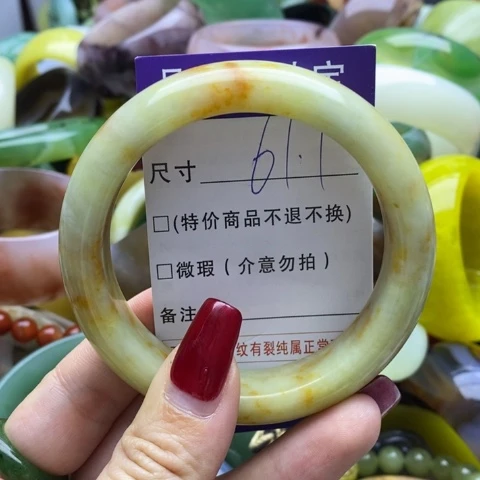 尺寸 61.1
□(特价商品不退不换)
□微瑕(介意勿拍)
备注
纹有裂纯属正常